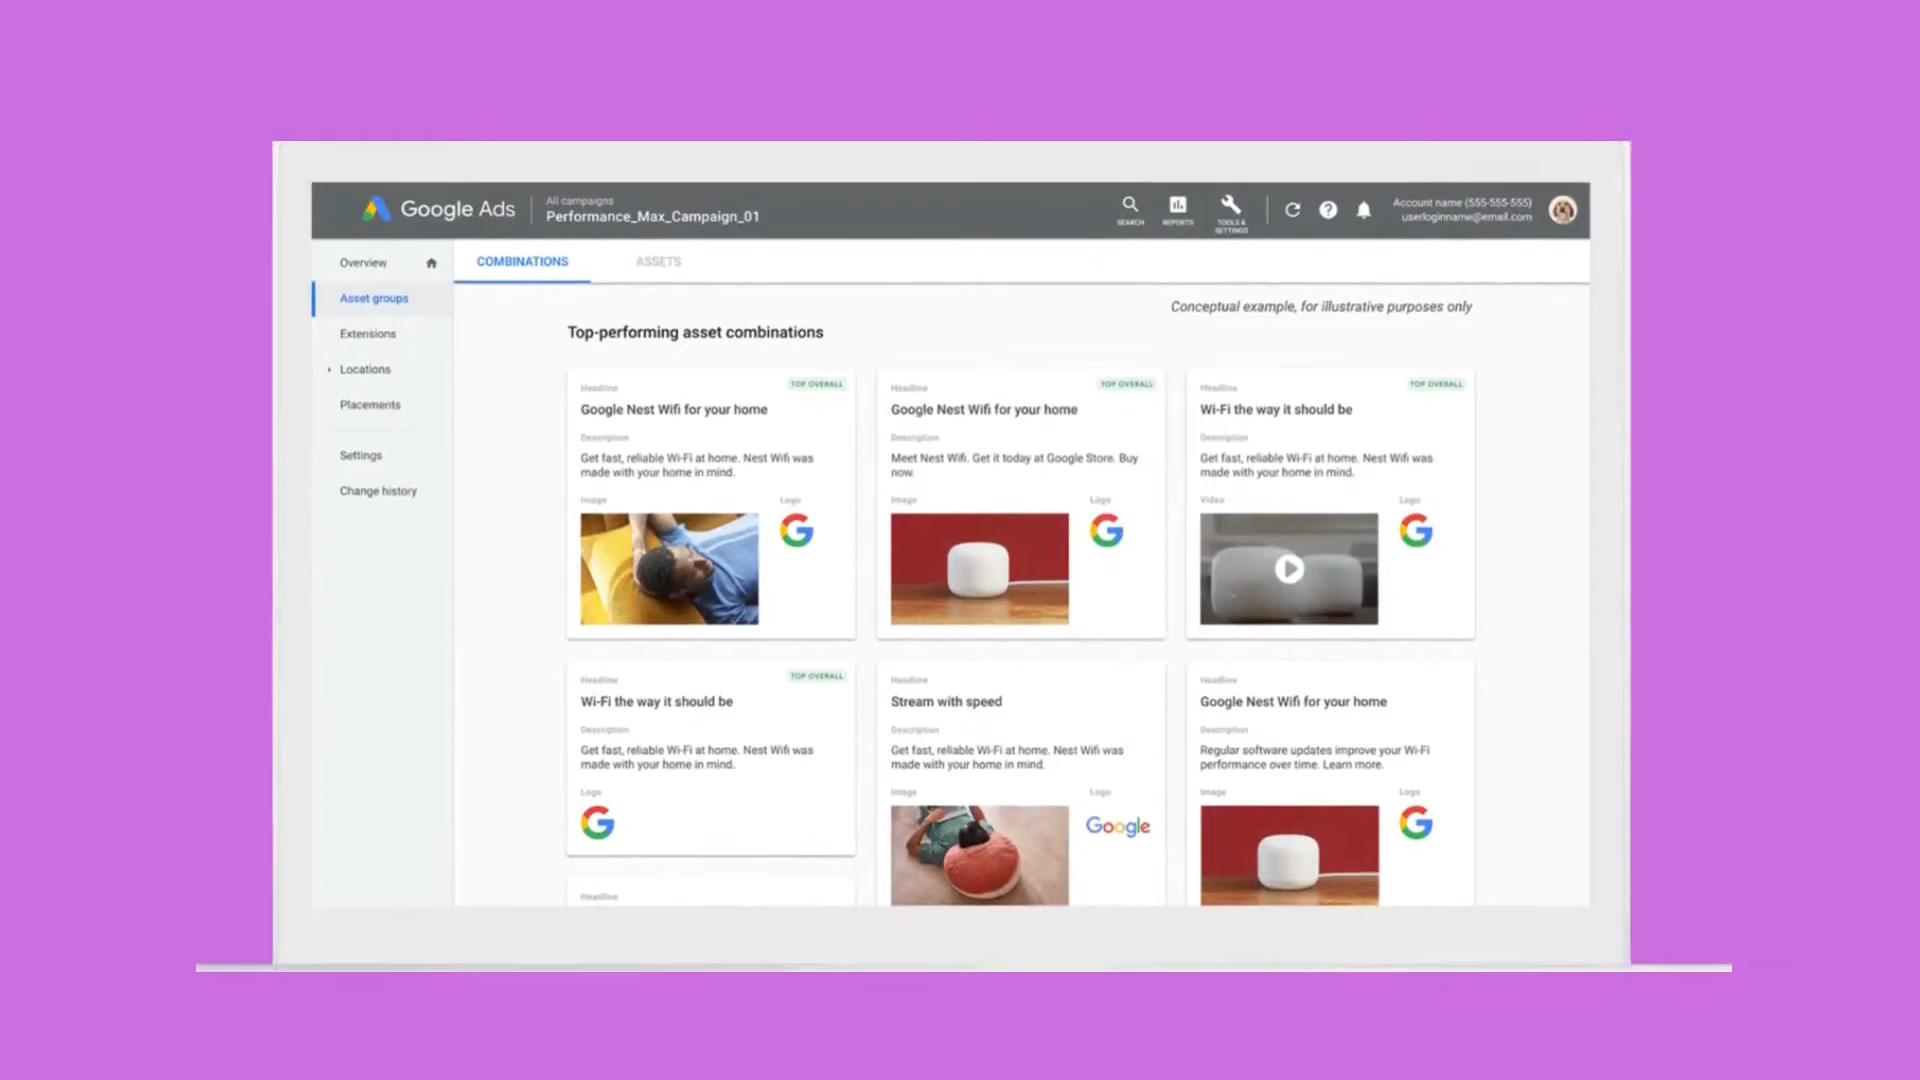 Google Ads
All campaigns
Performance_Max_Campaign_01
SEARCH
REPORTS
TOOLS &
SETTINGS
Account name (555-555-555)
userloginname@email.com
Overview
Asset groups
Extensions
Locations
Placements
Settings
Change history
COMBINATIONS
ASSETS
Conceptual example, for illustrative purposes only
Top-performing asset combinations
Headline
TOP OVERALL
Google Nest Wifi for your home
Description
Get fast, reliable Wi-Fi at home. Nest Wifi was
made with your home in mind.
Image
Logo
Headline
TOP OVERALL
Google Nest Wifi for your home
Description
Meet Nest Wifi. Get it today at Google Store. Buy
now.
Image
Logo
Headline
TOP OVERALL
Wi-Fi the way it should be
Description
Get fast, reliable Wi-Fi at home. Nest Wifi was
made with your home in mind.
Video
Logo
Headline
TOP OVERALL
Wi-Fi the way it should be
Description
Get fast, reliable Wi-Fi at home. Nest Wifi was
made with your home in mind.
Logo
Headline
Stream with speed
Description
Get fast, reliable Wi-Fi at home. Nest Wifi was
made with your home in mind.
Image
Logo
Google
Headline
Google Nest Wifi for your home
Description
Regular software updates improve your Wi-Fi
performance over time. Learn more.
Image
Logo
Headline